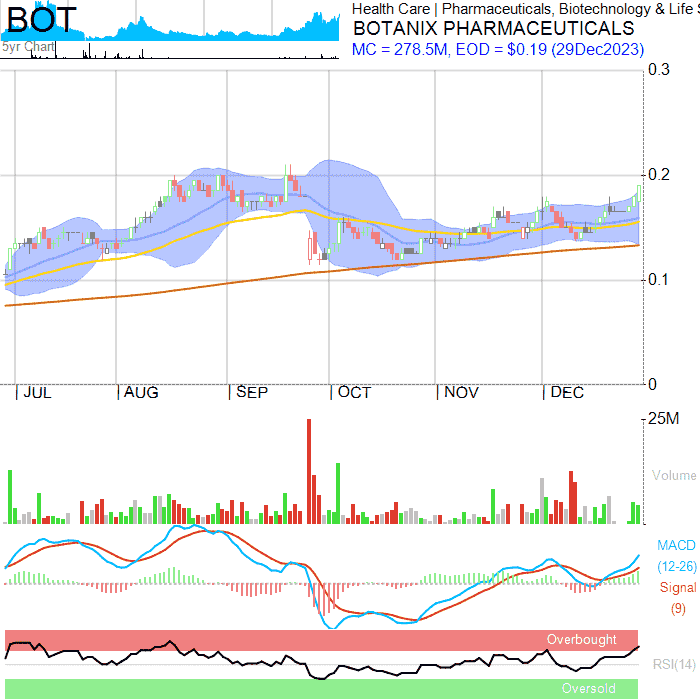 BOT
5yr Chart
Health Care | Pharmaceuticals, Biotechnology & Life S
BOTANIX PHARMACEUTICALS
MC = 278.5M, EOD = $0.19 (29Dec2023)
0.3
0.2
0.1
0
| JUL | AUG | SEP | OCT | NOV | DEC
25M
Volume
MACD
(12-26)
Signal
(9)
Overbought
RSI(14)
Oversold